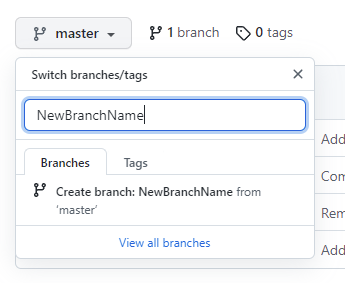 master 1 branch 0 tags
Switch branches/tags
NewBranchName
Branches Tags
Create branch: NewBranchName from
'master'
View all branches
Add
Com
Rem
Add